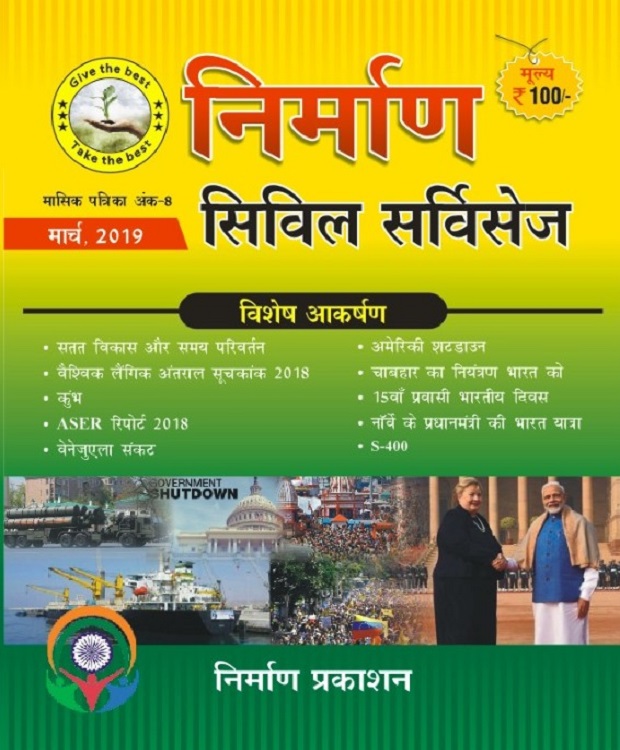 Give the best
Take the best
निर्माण
मूल्य
₹ 100/-
मासिक पत्रिका अंक-8
मार्च, 2019
सिविल सर्विसेज
विशेष आकर्षण
• सतत विकास और समय परिवर्तन
• वैश्विक लैंगिक अंतराल सूचकांक 2018
• कुंभ
• ASER रिपोर्ट 2018
• वेनेजुएला संकट
• अमेरिकी शटडाउन
• चाबहार का नियंत्रण भारत को
• 15वाँ प्रवासी भारतीय दिवस
• नॉर्वे के प्रधानमंत्री की भारत यात्रा
• S-400
GOVERNMENT
SHUTDOWN
निर्माण प्रकाशन